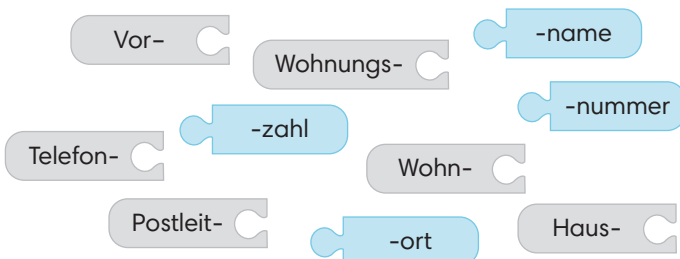 Vor-
-name
Wohnungs-
-nummer
-zahl
Telefon-
Wohn-
Postleit-
-ort
Haus-